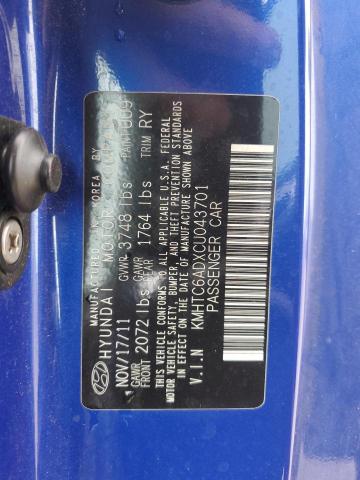 MANUFACTURED
HYUNDAI MOTOR KOREA
NOV/17/11 GVWR 3748 lbs
GAWR FRONT 2072 lbs GAWR REAR 1764 lbs TRIM RY
THIS VEHICLE CONFORMS TO ALL APPLICABLE U.S.A. FEDERAL
MOTOR VEHICLE SAFETY, BUMPER, AND THEFT PREVENTION STANDARDS
IN EFFECT ON THE DATE OF MANUFACTURE SHOWN ABOVE
V.I.N KMHTC6ADXCU043701
PASSENGER CAR